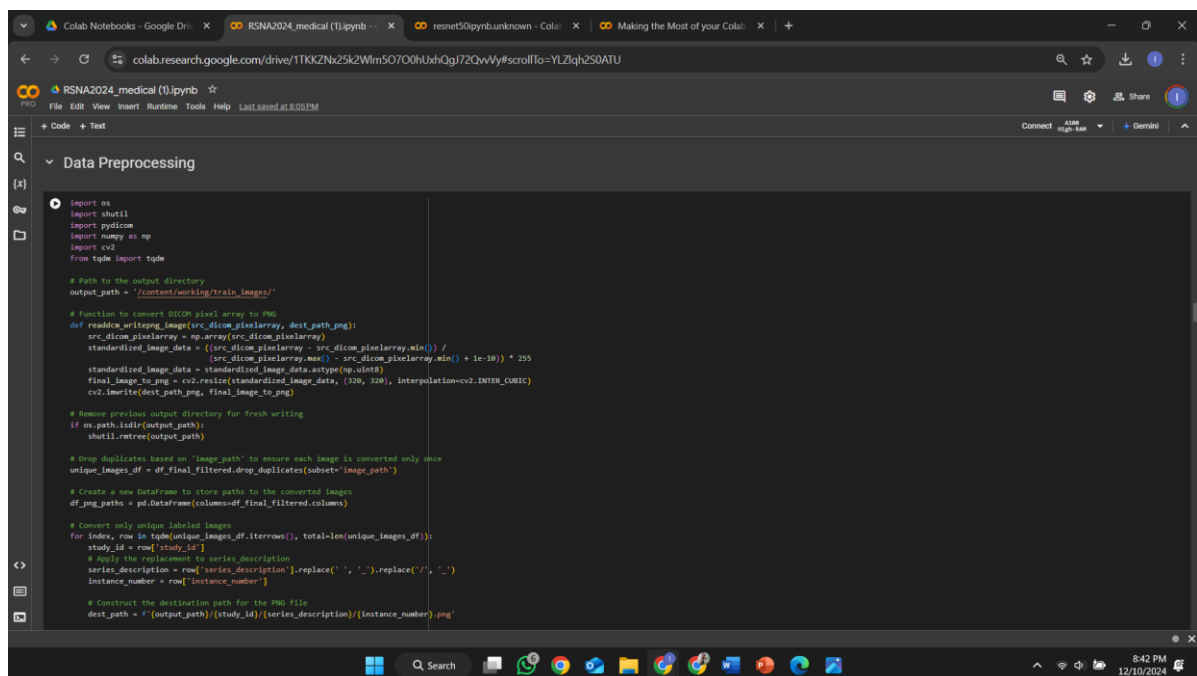 Colab Notebooks - Google Driv
RSNA2024_medical (1).ipynb - C
resnet50ipynb.unknown - Colab
Making the Most of your Colab
colab.research.google.com/drive/1TKKZNx25k2Wlm5O7O0hUxhQgJ72QvvVy#scrollTo=YLZlqh2S0ATU
RSNA2024_medical (1).ipynb
PRO
File Edit View Insert Runtime Tools Help Last saved at 8:05 PM
Share
+ Code + Text
Connect A100 High-RAM
Gemini
Data Preprocessing
import os
import shutil
import pydicom
import numpy as np
import cv2
from tqdm import tqdm
# Path to the output directory
output_path = '/content/working/train_images/'
# Function to convert DICOM pixel array to PNG
def readdcm_writepng_image(src_dicom_pixelarray, dest_path_png):
src_dicom_pixelarray = np.array(src_dicom_pixelarray)
standardized_image_data = ((src_dicom_pixelarray - src_dicom_pixelarray.min()) /
(src_dicom_pixelarray.max() - src_dicom_pixelarray.min() + 1e-10)) * 255
standardized_image_data = standardized_image_data.astype(np.uint8)
final_image_to_png = cv2.resize(standardized_image_data, (320, 320), interpolation=cv2.INTER_CUBIC)
cv2.imwrite(dest_path_png, final_image_to_png)
# Remove previous output directory for fresh writing
if os.path.isdir(output_path):
shutil.rmtree(output_path)
# Drop duplicates based on 'image_path' to ensure each image is converted only once
unique_images_df = df_final_filtered.drop_duplicates(subset='image_path')
# Create a new DataFrame to store paths to the converted images
df_png_paths = pd.DataFrame(columns=df_final_filtered.columns)
# Convert only unique labeled images
for index, row in tqdm(unique_images_df.iterrows(), total=len(unique_images_df)):
study_id = row['study_id']
# Apply the replacement to series_description
series_description = row['series_description'].replace(' ', '_').replace('/', '_')
instance_number = row['instance_number']
# Construct the destination path for the PNG file
dest_path = f'{output_path}/{study_id}/{series_description}/{instance_number}.png'
Search
8:42 PM
12/10/2024